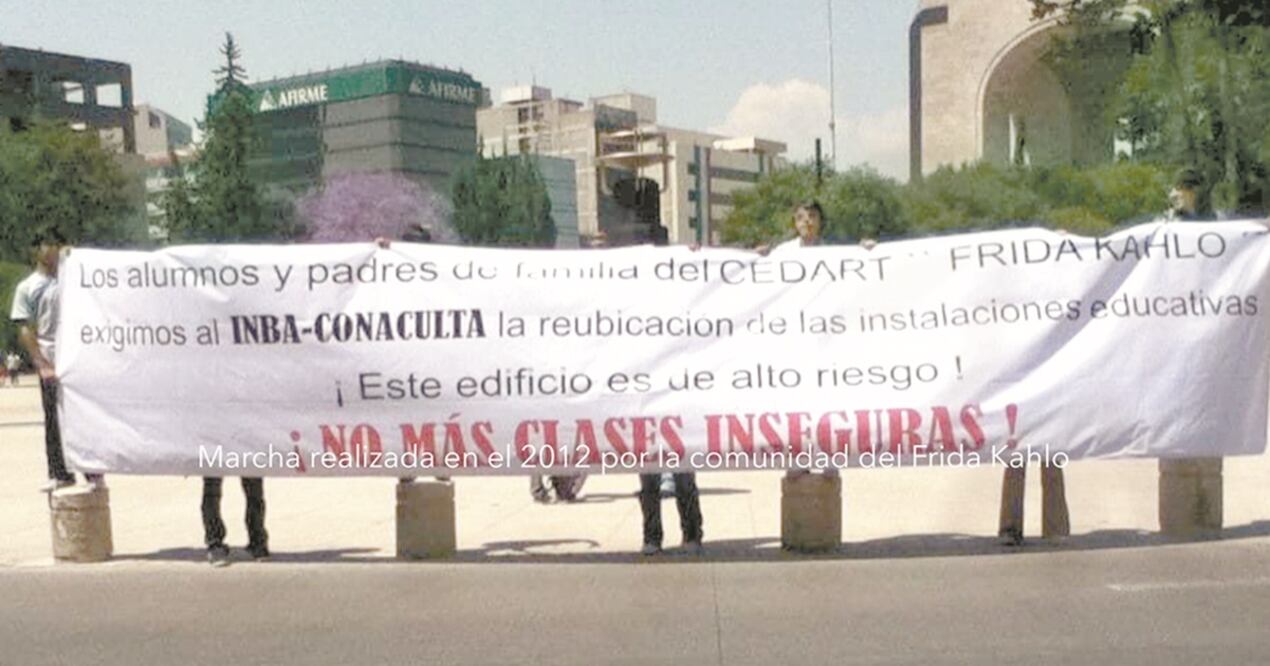 AFIRME
AFIRME
Los alumnos y padres de familia del CEDART " FRIDA KAHLO
exigimos al INBA-CONACULTA la reubicación de las instalaciones educativas
¡ Este edificio es de alto riesgo !
¡ NO MÁS CLASES INSEGURAS !
Marcha realizada en el 2012 por la comunidad del Frida Kahlo